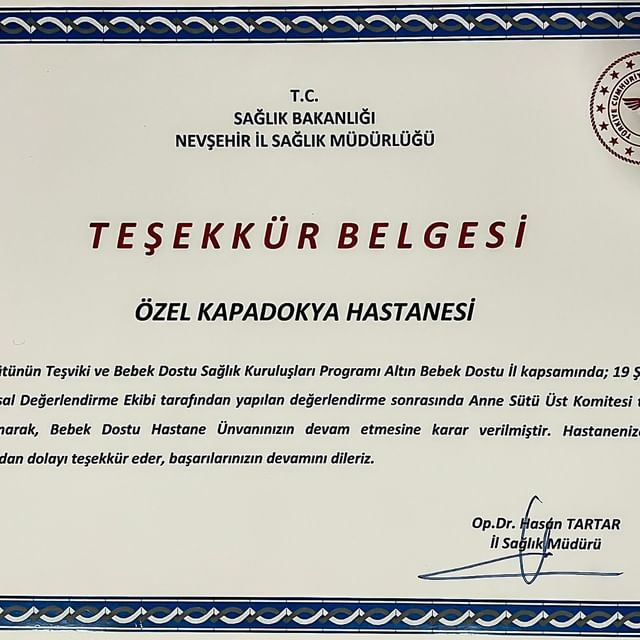 T.C.
SAĞLIK BAKANLIĞI
NEVŞEHİR İL SAĞLIK MÜDÜRLÜĞÜ
TEŞEKKÜR BELGESİ
ÖZEL KAPADOKYA HASTANESİ
ütünün Teşviki ve Bebek Dostu Sağlık Kuruluşları Programı Altın Bebek Dostu İl kapsamında; 19 Ş
sal Değerlendirme Ekibi tarafından yapılan değerlendirme sonrasında Anne Sütü Üst Komitesi t
narak, Bebek Dostu Hastane Ünvanınızın devam etmesine karar verilmiştir. Hastaneniz
dan dolayı teşekkür eder, başarılarınızın devamını dileriz.
Op.Dr. Hasan TARTAR
İl Sağlık Müdürü